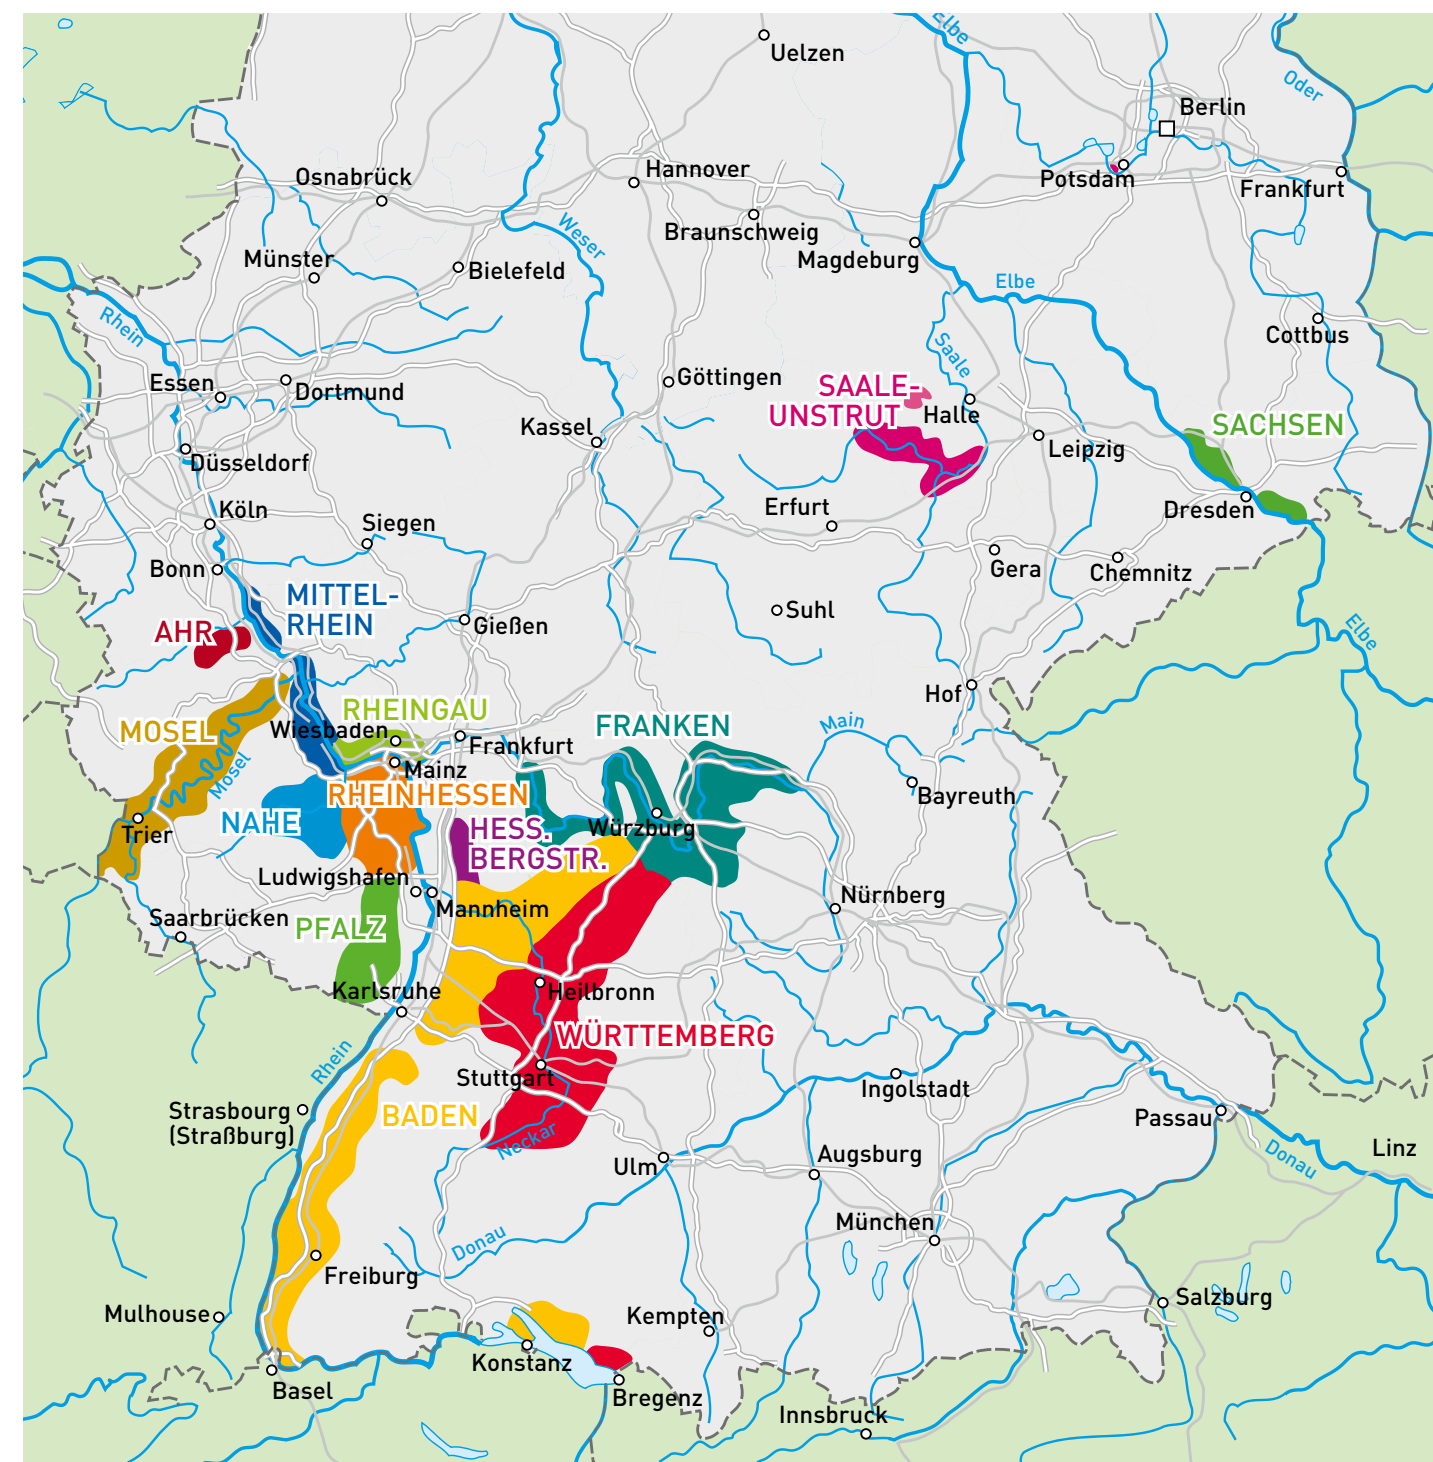 Elbe
Uelzen
Oder
Berlin
Hannover
Osnabrück
Potsdam
Frankfurt
Weser
Braunschweig
Münster
Bielefeld
Magdeburg
Elbe
Rhein
Cottbus
Saale
Essen
Dortmund
Göttingen
SAALE-
UNSTRUT
Halle
Kassel
SACHSEN
Leipzig
Düsseldorf
Köln
Siegen
Erfurt
Dresden
Bonn
Gera
Chemnitz
MITTEL-
RHEIN
AHR
Gießen
Suhl
Elbe
Hof
MOSEL
Wiesbaden
RHEINGAU
Frankfurt
FRANKEN
Main
Mosel
Mainz
RHEINHESSEN
Bayreuth
Trier
NAHE
HESS.
BERGSTR.
Würzburg
Ludwigshafen
Mannheim
Nürnberg
Saarbrücken
PFALZ
Karlsruhe
Heilbronn
WÜRTTEMBERG
Rhein
Stuttgart
Ingolstadt
Strasbourg
(Straßburg)
BADEN
Passau
Neckar
Ulm
Augsburg
Donau
Linz
München
Donau
Freiburg
Mulhouse
Kempten
Salzburg
Konstanz
Basel
Bregenz
Innsbruck